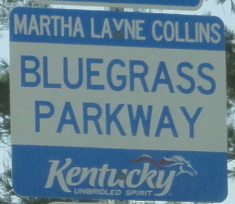 MARTHA LAYNE COLLINS
BLUEGRASS
PARKWAY
Kentucky
UNBRIDLED SPIRIT